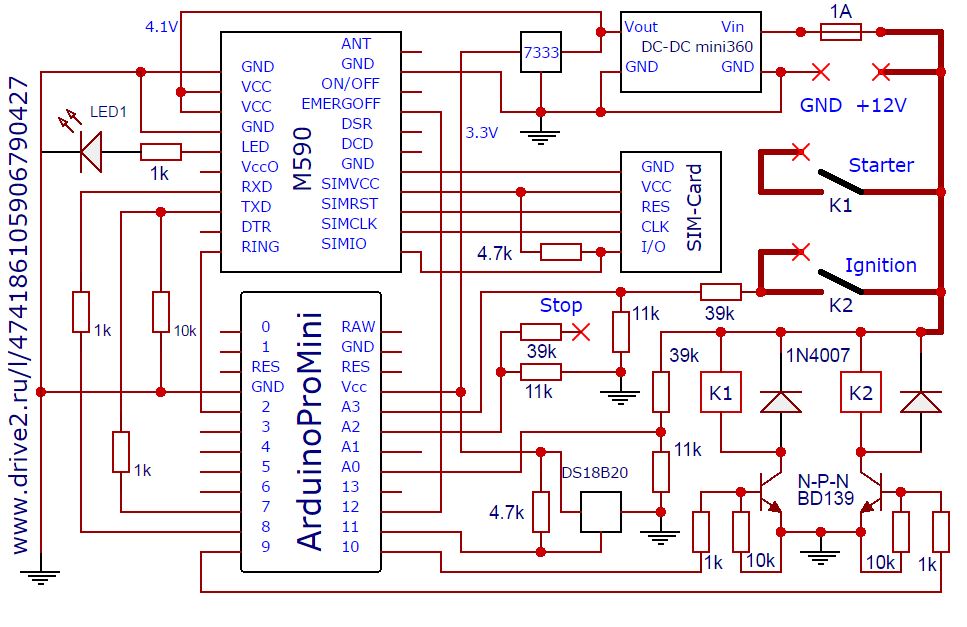 www.drive2.ru/l/474186105906790427
4.1V
ANT
GND
ON/OFF
EMERGOFF
DSR
DCD
GND
SIMVCC
SIMRST
SIMCLK
SIMIO
GND
VCC
VCC
GND
LED
VccO
RXD
TXD
DTR
RING
M590
LED1
1k
7333
3.3V
Vout Vin
DC-DC mini360
GND GND
1A
GND +12V
GND
VCC
RES
CLK
I/O
SIM-Card
4.7k
Starter
K1
Ignition
K2
1k
10k
1k
0
1
RES
GND
2
3
4
5
6
7
8
9
ArduinoProMini
RAW
GND
RES
Vcc
A3
A2
A1
A0
13
12
11
10
Stop
39k
11k
11k
39k
39k
11k
K1
1N4007
K2
DS18B20
4.7k
N-P-N
BD139
1k
10k
10k
1k